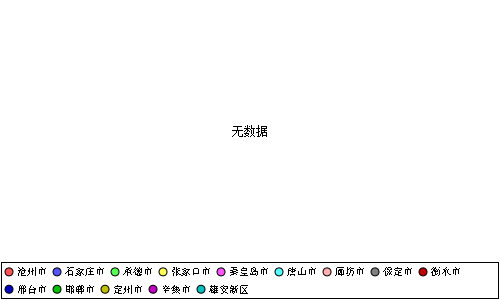 无数据
沧州市 石家庄市 承德市 张家口市 秦皇岛市 唐山市 廊坊市 保定市 衡水市
邢台市 邯郸市 定州市 辛集市 雄安新区